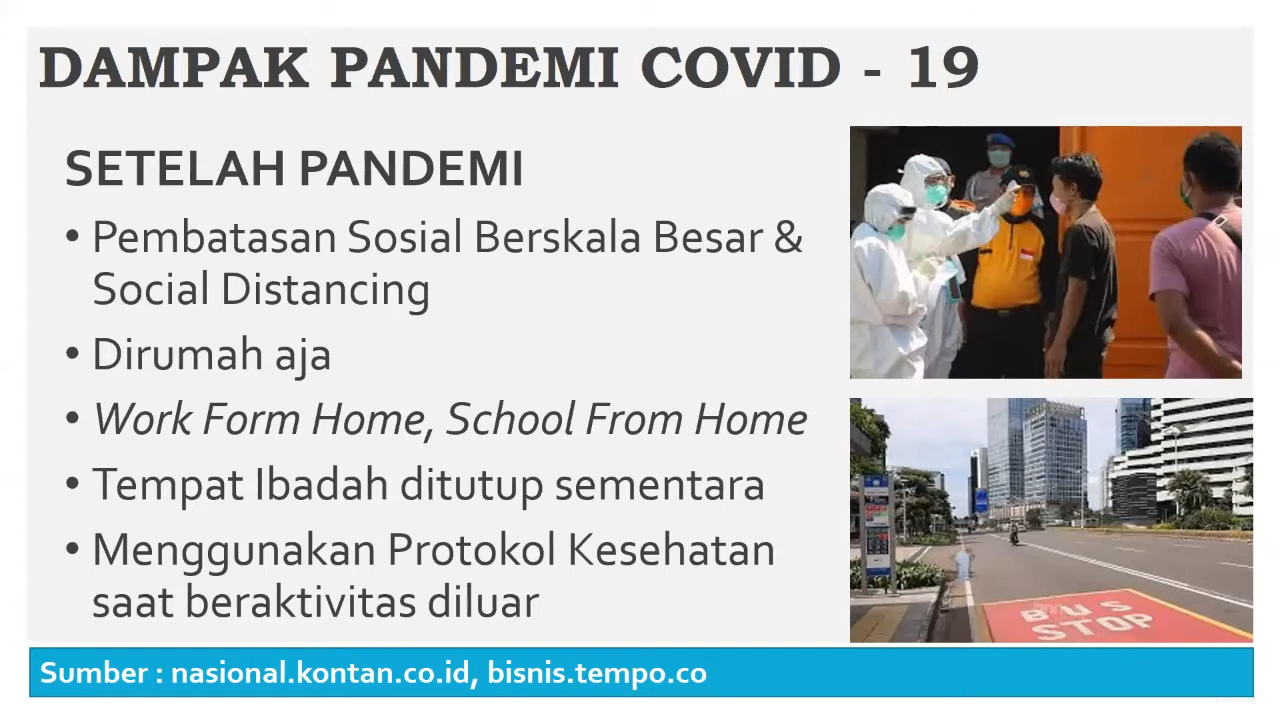 DAMPAK PANDEMI COVID - 19
SETELAH PANDEMI
• Pembatasan Sosial Berskala Besar &
Social Distancing
• Dirumah aja
• Work Form Home, School From Home
• Tempat Ibadah ditutup sementara
• Menggunakan Protokol Kesehatan
saat beraktivitas diluar
BUS
STOP
Sumber : nasional.kontan.co.id, bisnis.tempo.co